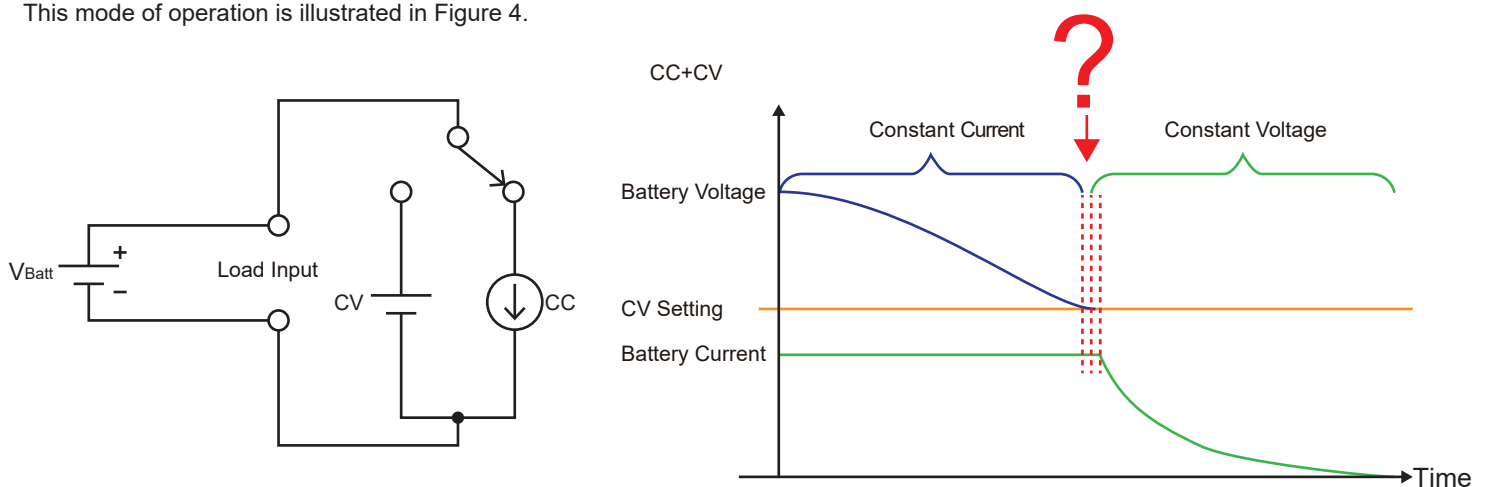 This mode of operation is illustrated in Figure 4.
VBatt
+
−
Load Input
CV
CC
CC+CV
?
Constant Current
Constant Voltage
Battery Voltage
CV Setting
Battery Current
Time